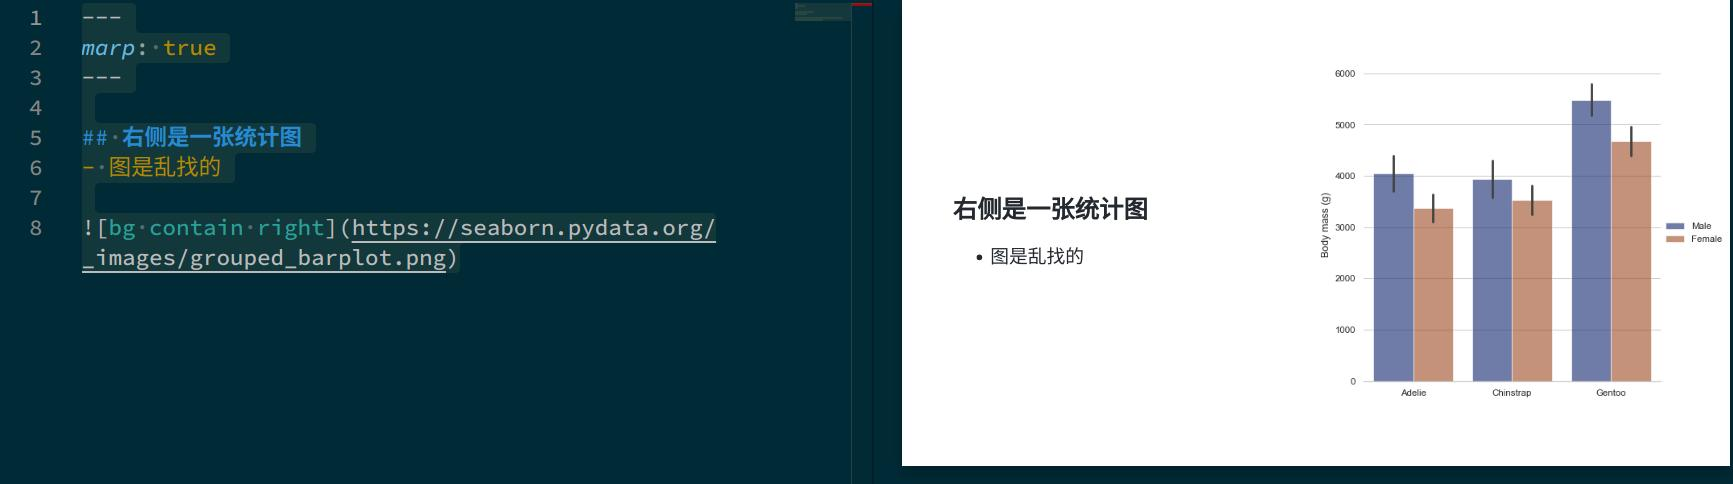 1 ---
2 marp: true
3 ---
4
5 ## 右侧是一张统计图
6 - 图是乱找的
7
8 ![bg contain right](https://seaborn.pydata.org/
_images/grouped_barplot.png)
右侧是一张统计图
• 图是乱找的
6000
5000
4000
3000
2000
1000
0
Body mass (g)
Adelie Chinstrap Gentoo
Male
Female